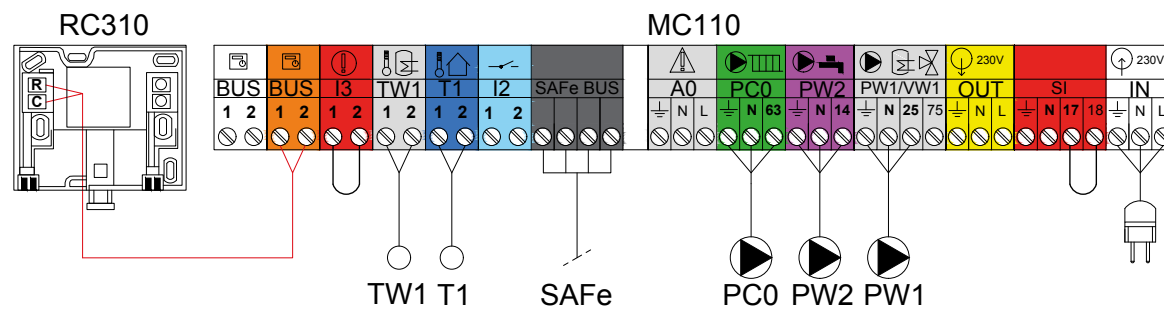 RC310 MC110
R
C
230V 230V
BUS BUS I3 TW1 T1 I2 SAFe BUS A0 PC0 PW2 PW1/VW1 OUT SI IN
1 2 1 2 1 2 1 2 1 2 1 2 N L N 63 N 14 N 25 75 N L N 17 18 N L
TW1 T1 SAFe PC0 PW2 PW1